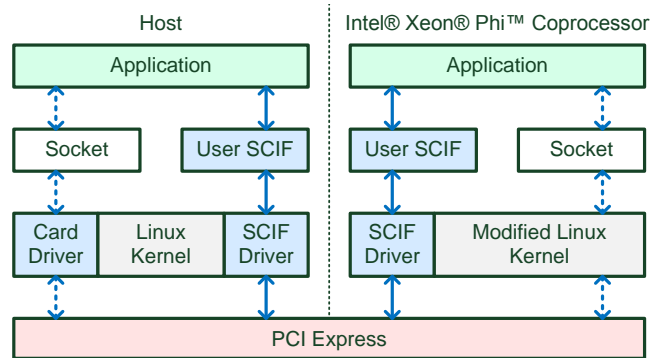 Host
Intel® Xeon® Phi™ Coprocessor
Application
Application
Socket
User SCIF
User SCIF
Socket
Card
Driver
Linux
Kernel
SCIF
Driver
SCIF
Driver
Modified Linux
Kernel
PCI Express